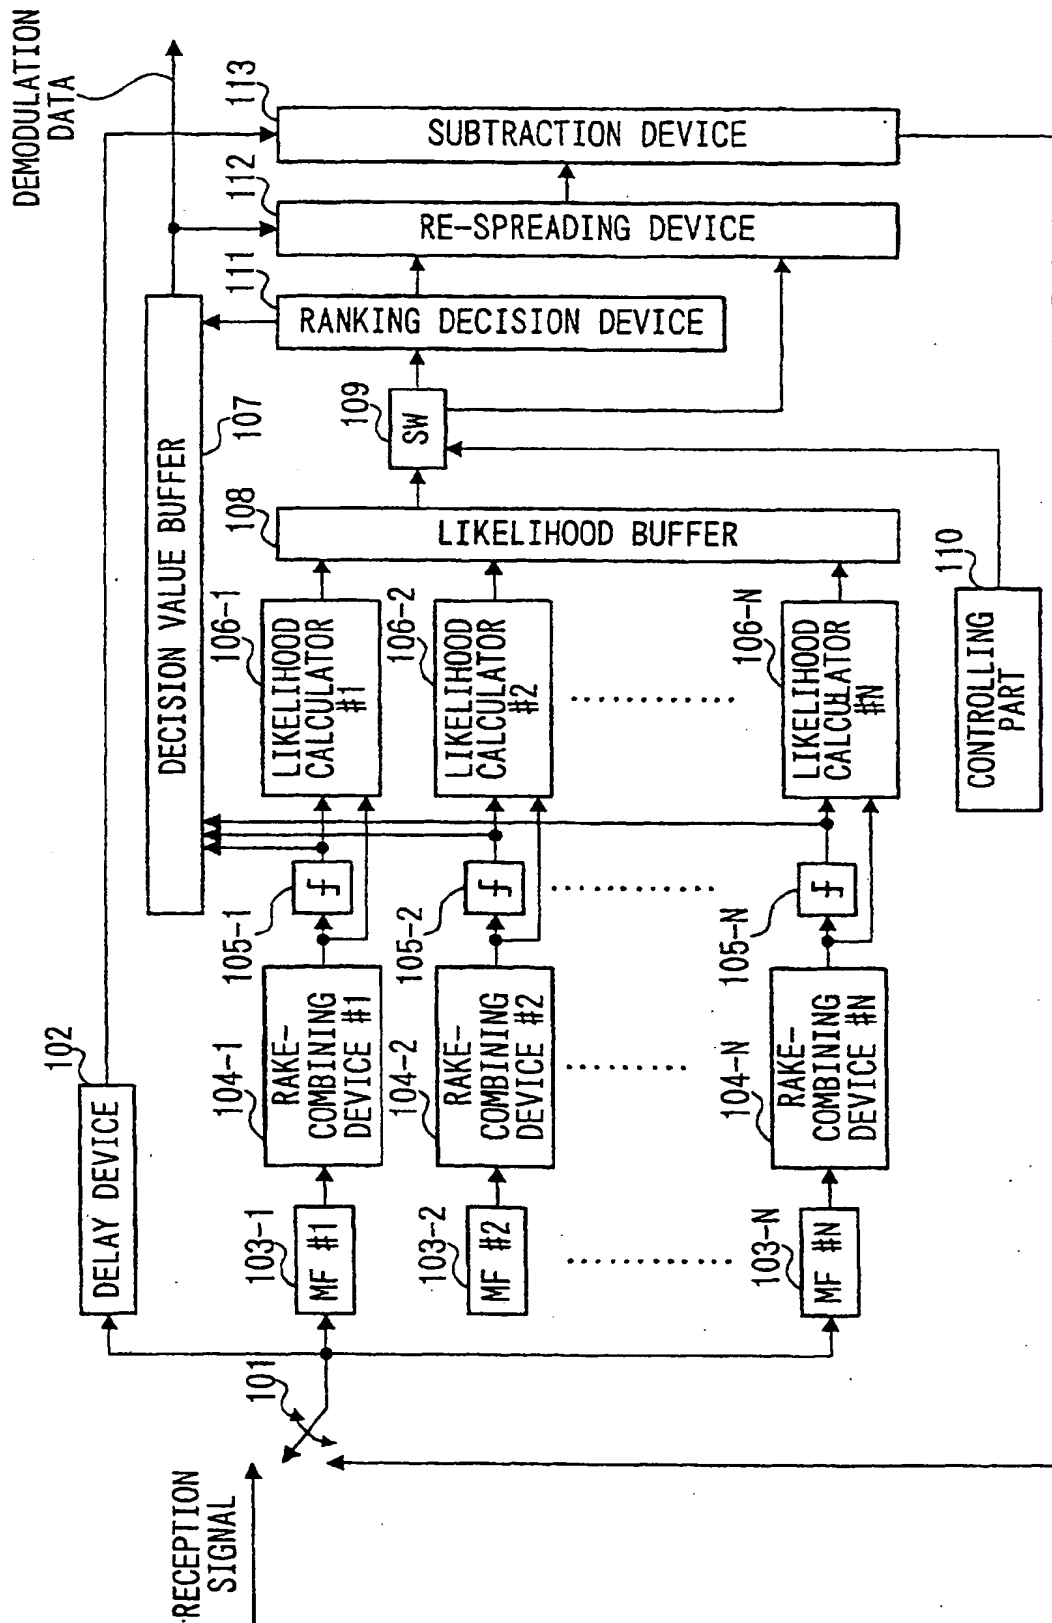 RECEPTION
SIGNAL
101
DELAY DEVICE
102
MF #1
103-1
MF #2
103-2
MF #N
103-N
RAKE-
COMBINING
DEVICE #1
104-1
RAKE-
COMBINING
DEVICE #2
104-2
RAKE-
COMBINING
DEVICE #N
104-N
105-1
105-2
105-N
LIKELIHOOD
CALCULATOR
#1
106-1
LIKELIHOOD
CALCULATOR
#2
106-2
LIKELIHOOD
CALCULATOR
#N
106-N
DECISION VALUE BUFFER
107
LIKELIHOOD BUFFER
108
SW
109
CONTROLLING
PART
110
RANKING DECISION DEVICE
111
RE-SPREADING DEVICE
112
SUBTRACTION DEVICE
113
DEMODULATION
DATA